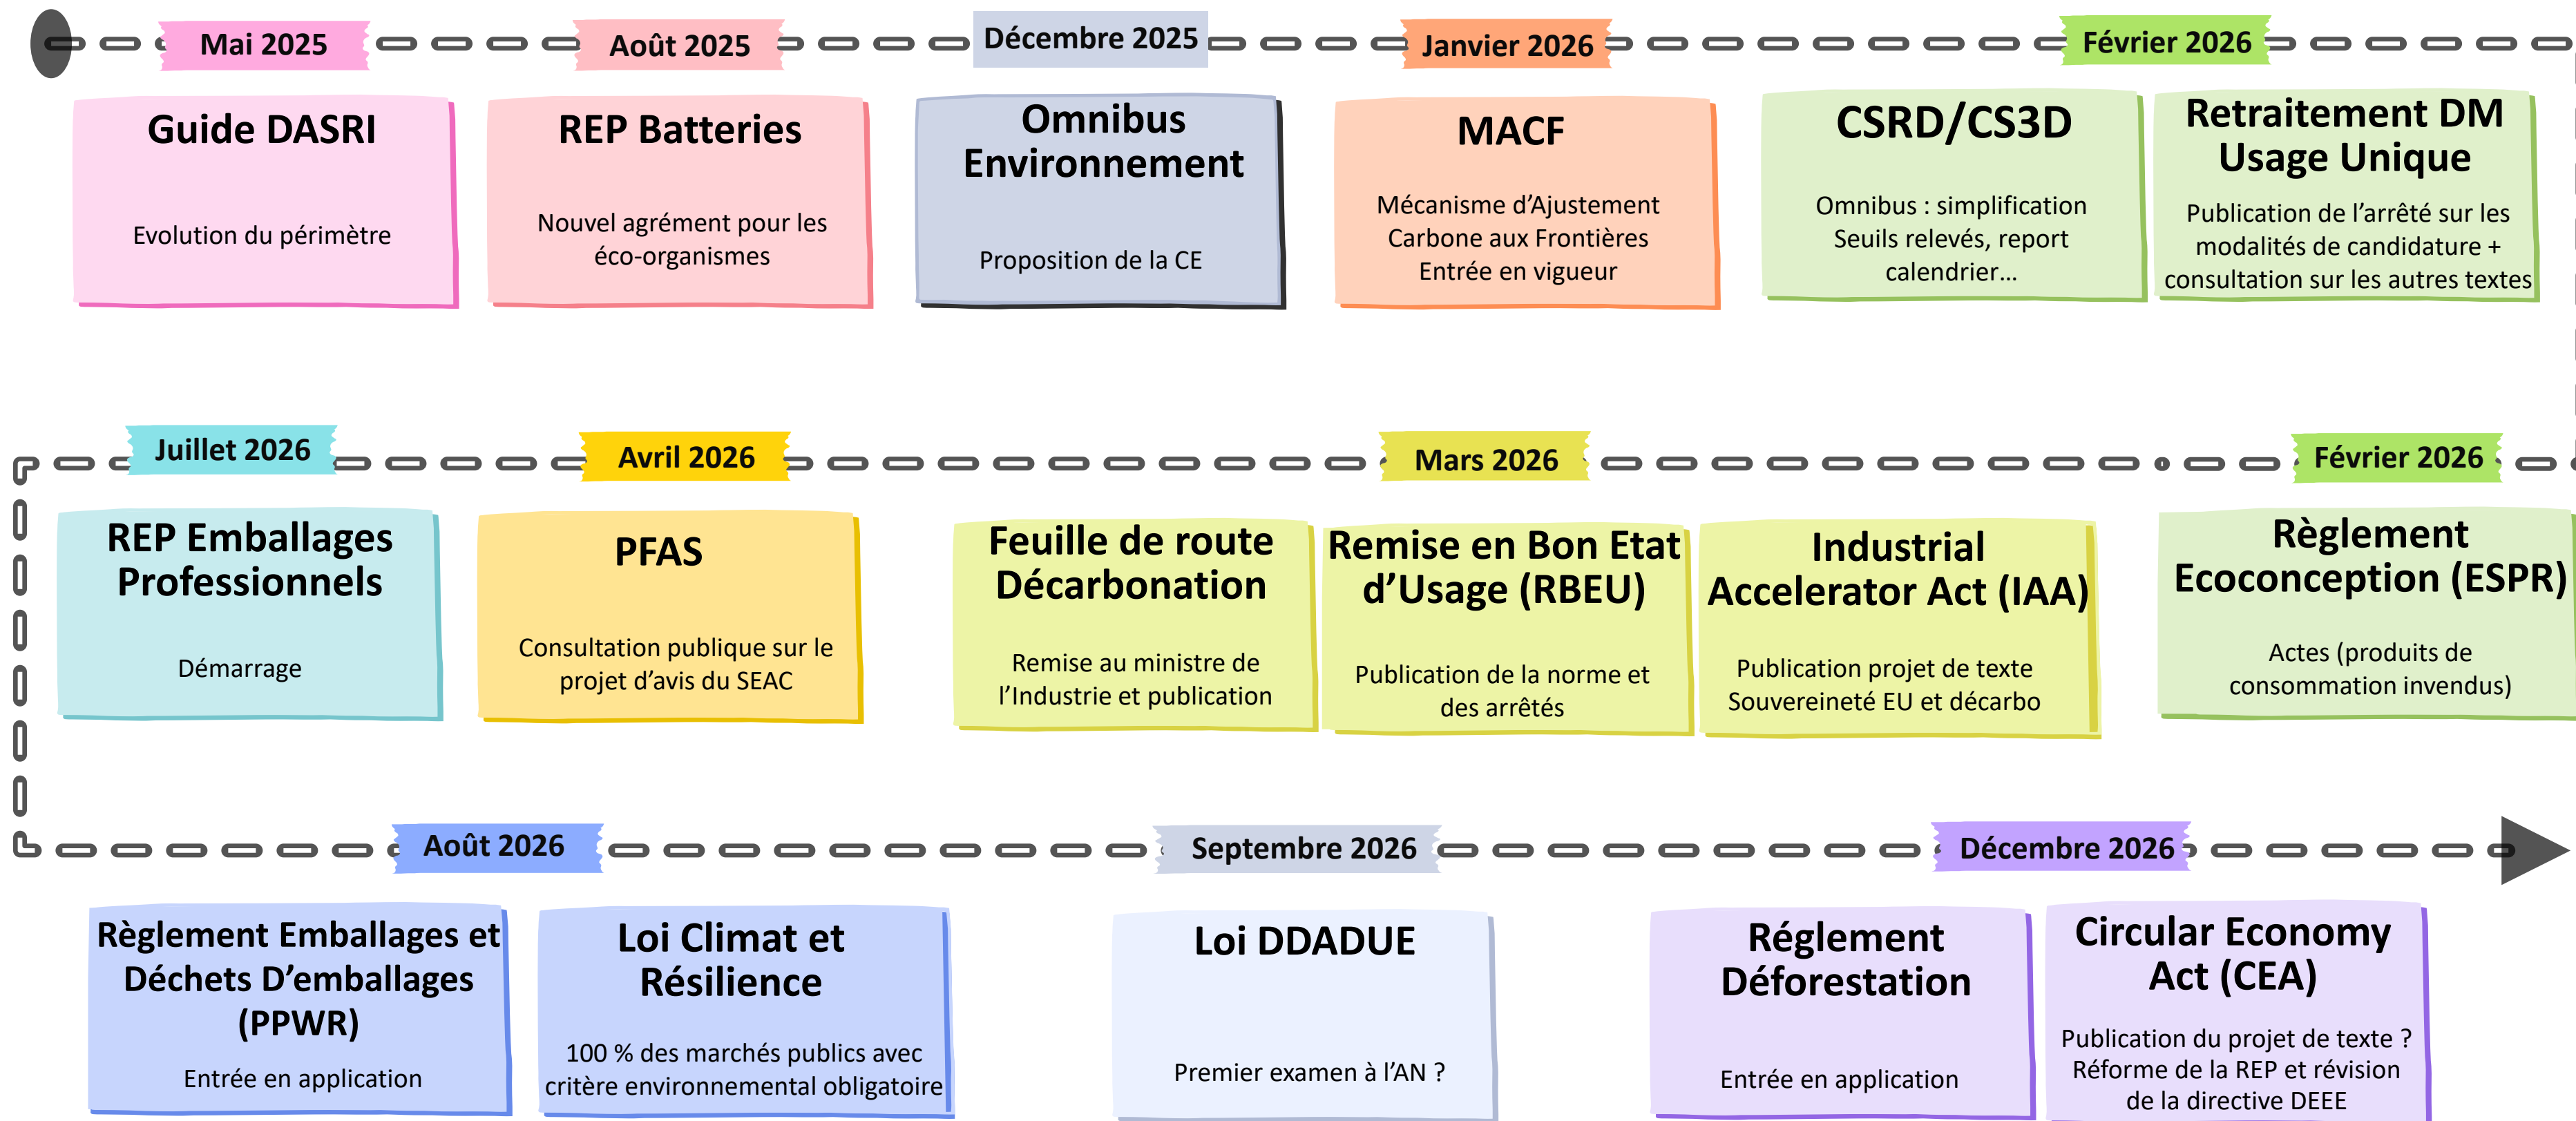 Mai 2025
Août 2025
Décembre 2025
Janvier 2026
Février 2026
Guide DASRI
Evolution du périmètre
REP Batteries
Nouvel agrément pour les
éco-organismes
Omnibus
Environnement
Proposition de la CE
MACF
Mécanisme d’Ajustement
Carbone aux Frontières
Entrée en vigueur
CSRD/CS3D
Omnibus : simplification
Seuils relevés, report
calendrier…
Retraitement DM
Usage Unique
Publication de l’arrêté sur les
modalités de candidature +
consultation sur les autres textes
Juillet 2026
Avril 2026
Mars 2026
Février 2026
REP Emballages
Professionnels
Démarrage
PFAS
Consultation publique sur le
projet d’avis du SEAC
Feuille de route
Décarbonation
Remise au ministre de
l’Industrie et publication
Remise en Bon Etat
d’Usage (RBEU)
Publication de la norme et
des arrêtés
Industrial
Accelerator Act (IAA)
Publication projet de texte
Souvereineté EU et décarbo
Règlement
Ecoconception (ESPR)
Actes (produits de
consommation invendus)
Août 2026
Septembre 2026
Décembre 2026
Règlement Emballages et
Déchets D’emballages
(PPWR)
Entrée en application
Loi Climat et
Résilience
100 % des marchés publics avec
critère environnemental obligatoire
Loi DDADUE
Premier examen à l’AN ?
Réglement
Déforestation
Entrée en application
Circular Economy
Act (CEA)
Publication du projet de texte ?
Réforme de la REP et révision
de la directive DEEE